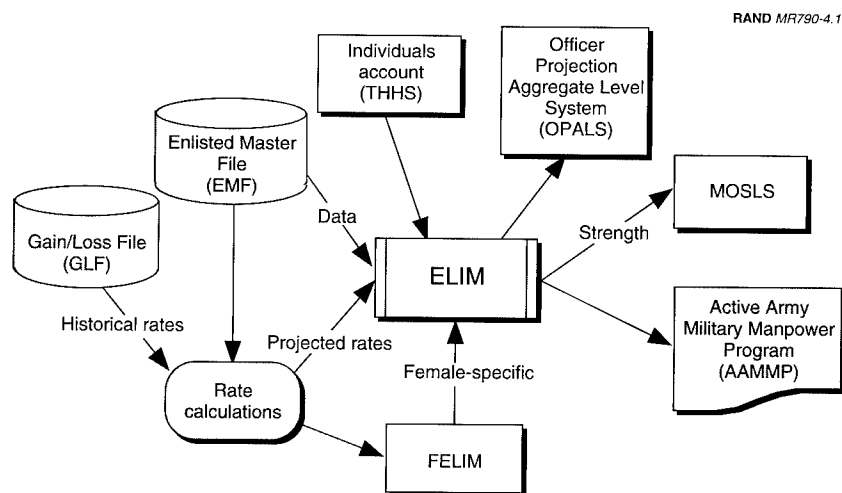 RAND MR790-4.1
Individuals
account
(THHS)
Officer
Projection
Aggregate Level
System
(OPALS)
Enlisted Master
File
(EMF)
Data
MOSLS
Strength
Gain/Loss File
(GLF)
ELIM
Historical rates
Projected rates
Active Army
Military Manpower
Program
(AAMMP)
Female-specific
Rate
calculations
FELIM